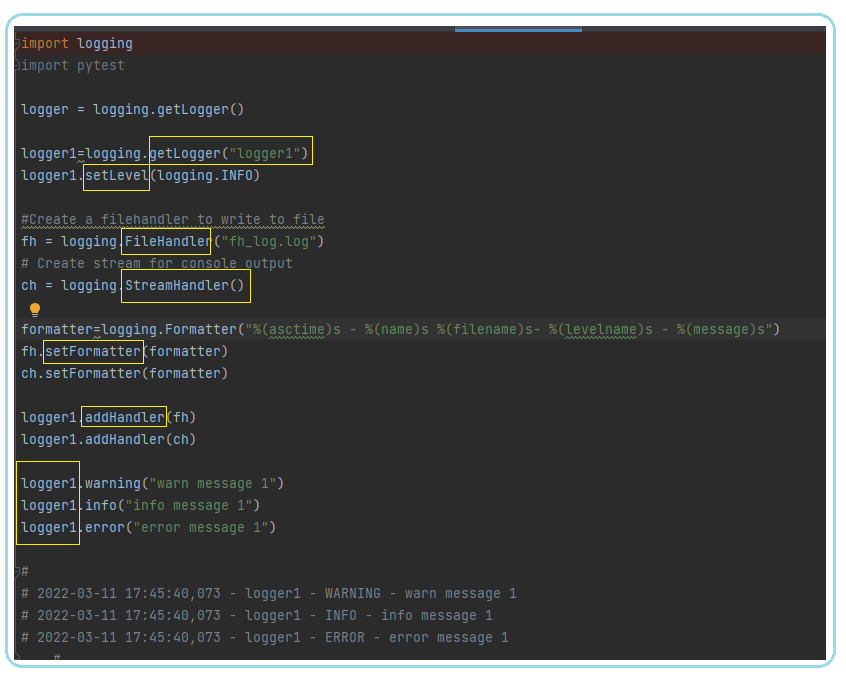 import logging
import pytest
logger = logging.getLogger()
logger1=logging.getLogger("logger1")
logger1.setLevel(logging.INFO)
#Create a filehandler to write to file
fh = logging.FileHandler("fh_log.log")
# Create stream for console output
ch = logging.StreamHandler()
formatter=logging.Formatter("%(asctime)s - %(name)s %(filename)s- %(levelname)s - %(message)s")
fh.setFormatter(formatter)
ch.setFormatter(formatter)
logger1.addHandler(fh)
logger1.addHandler(ch)
logger1.warning("warn message 1")
logger1.info("info message 1")
logger1.error("error message 1")
#
# 2022-03-11 17:45:40,073 - logger1 - WARNING - warn message 1
# 2022-03-11 17:45:40,073 - logger1 - INFO - info message 1
# 2022-03-11 17:45:40,073 - logger1 - ERROR - error message 1
#